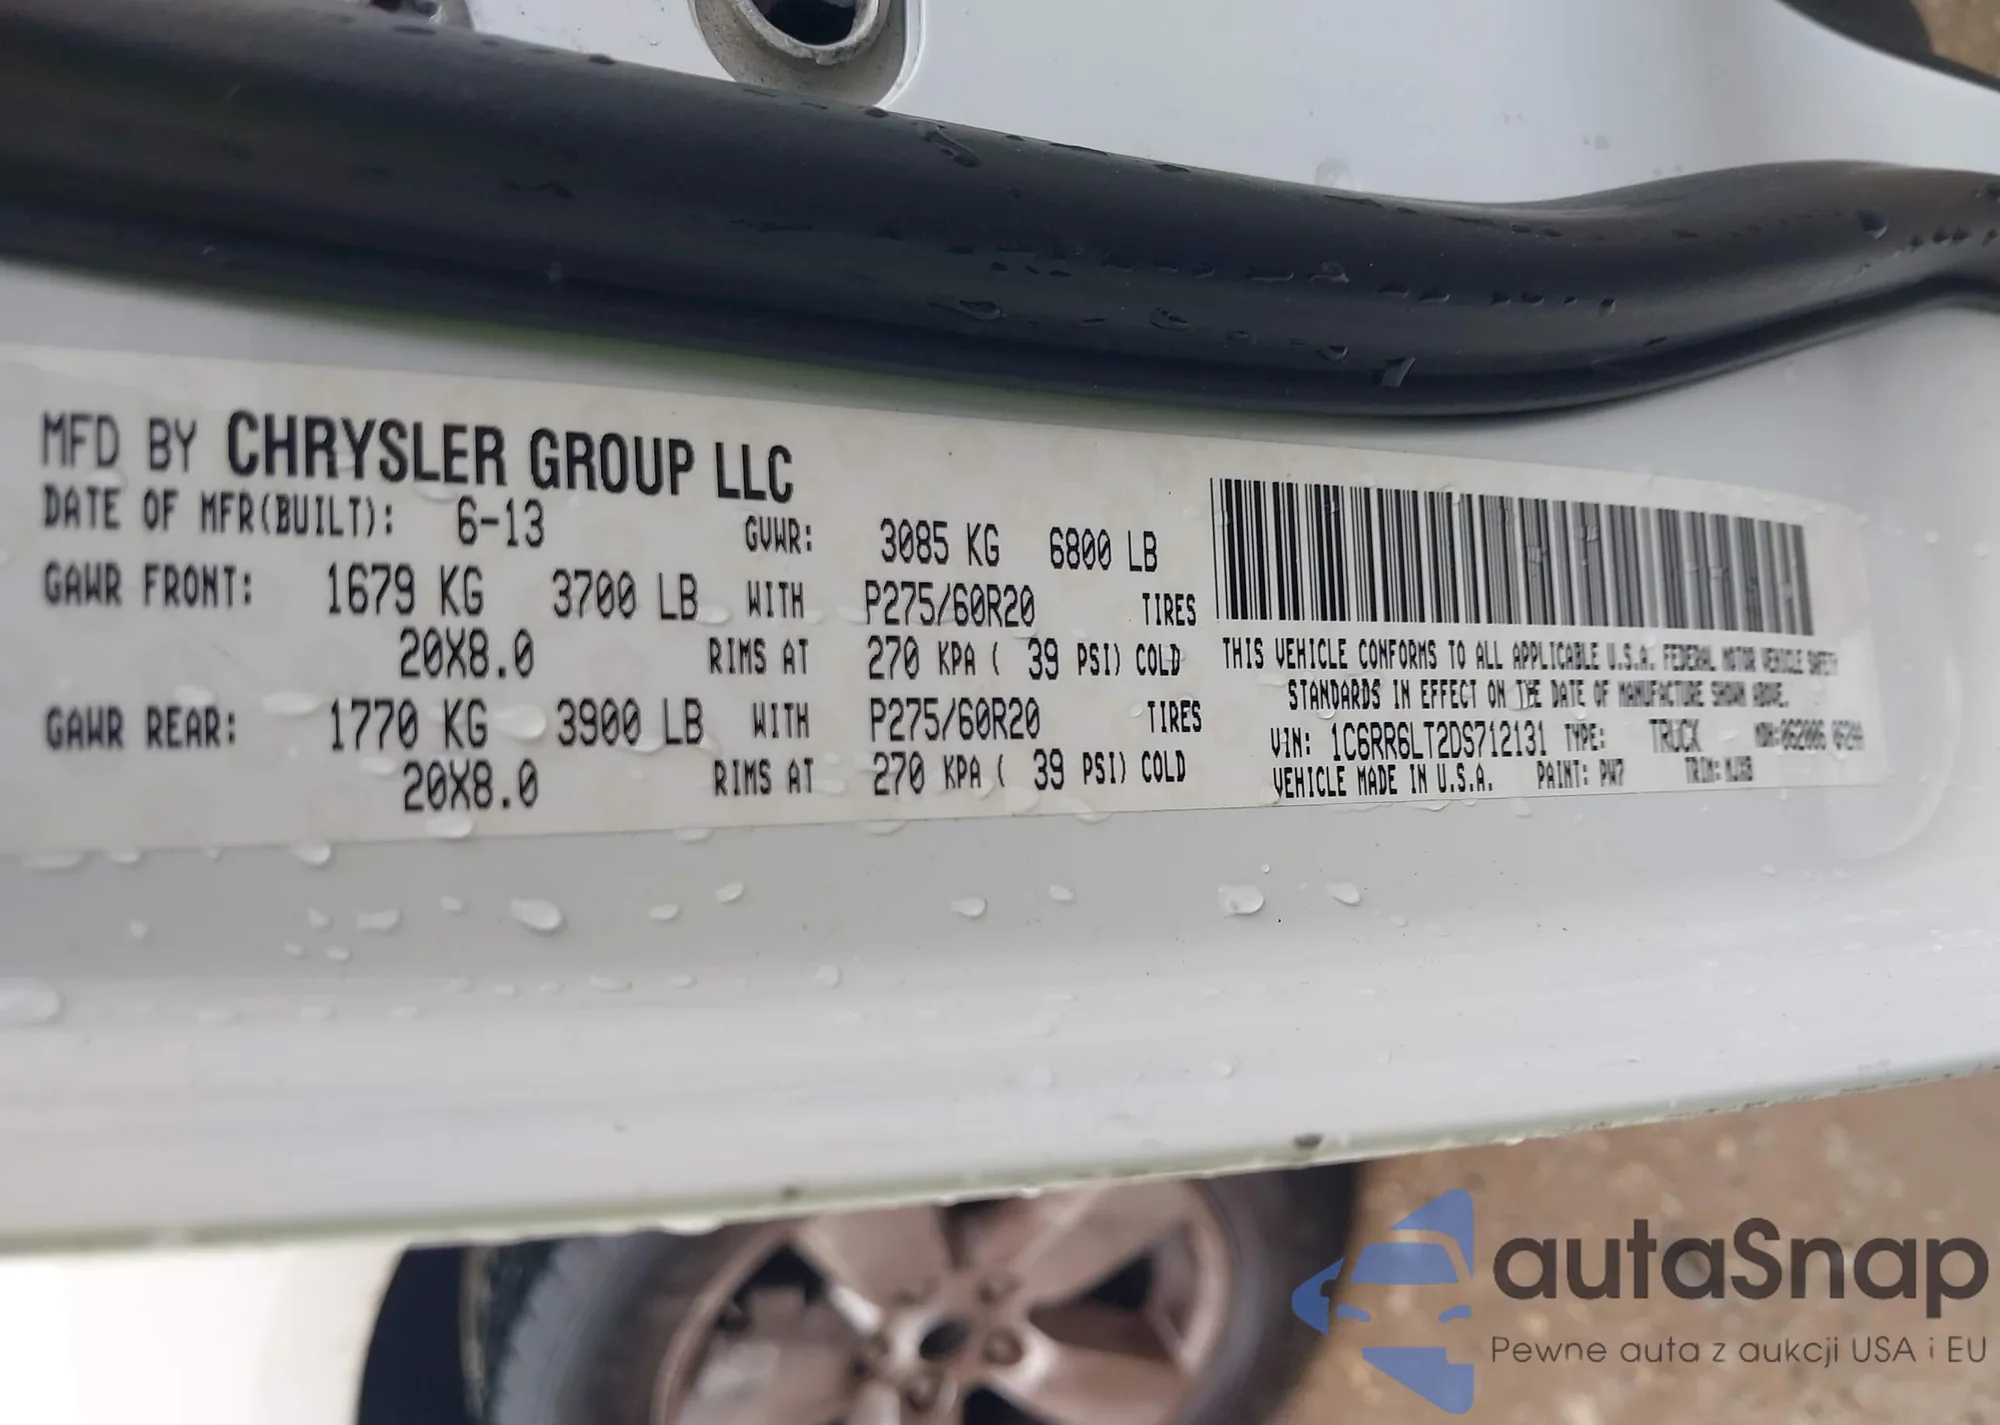 MFD BY CHRYSLER GROUP LLC
DATE OF MFR(BUILT): 6-13 GVWR: 3085 KG 6800 LB
GAWR FRONT: 1679 KG 3700 LB WITH P275/60R20 TIRES
20X8.0 RIMS AT 270 KPA ( 39 PSI) COLD
GAWR REAR: 1770 KG 3900 LB WITH P275/60R20 TIRES
20X8.0 RIMS AT 270 KPA ( 39 PSI) COLD
THIS VEHICLE CONFORMS TO ALL APPLICABLE U.S.A. FEDERAL MOTOR VEHICLE SAFETY
STANDARDS IN EFFECT ON THE DATE OF MANUFACTURE SHOWN ABOVE.
VIN: 1C6RR6LT2DS712131 TYPE: TRUCK
VEHICLE MADE IN U.S.A. PAINT: PW7 TRIM:
autaSnap
Pewne auta z aukcji USA i EU